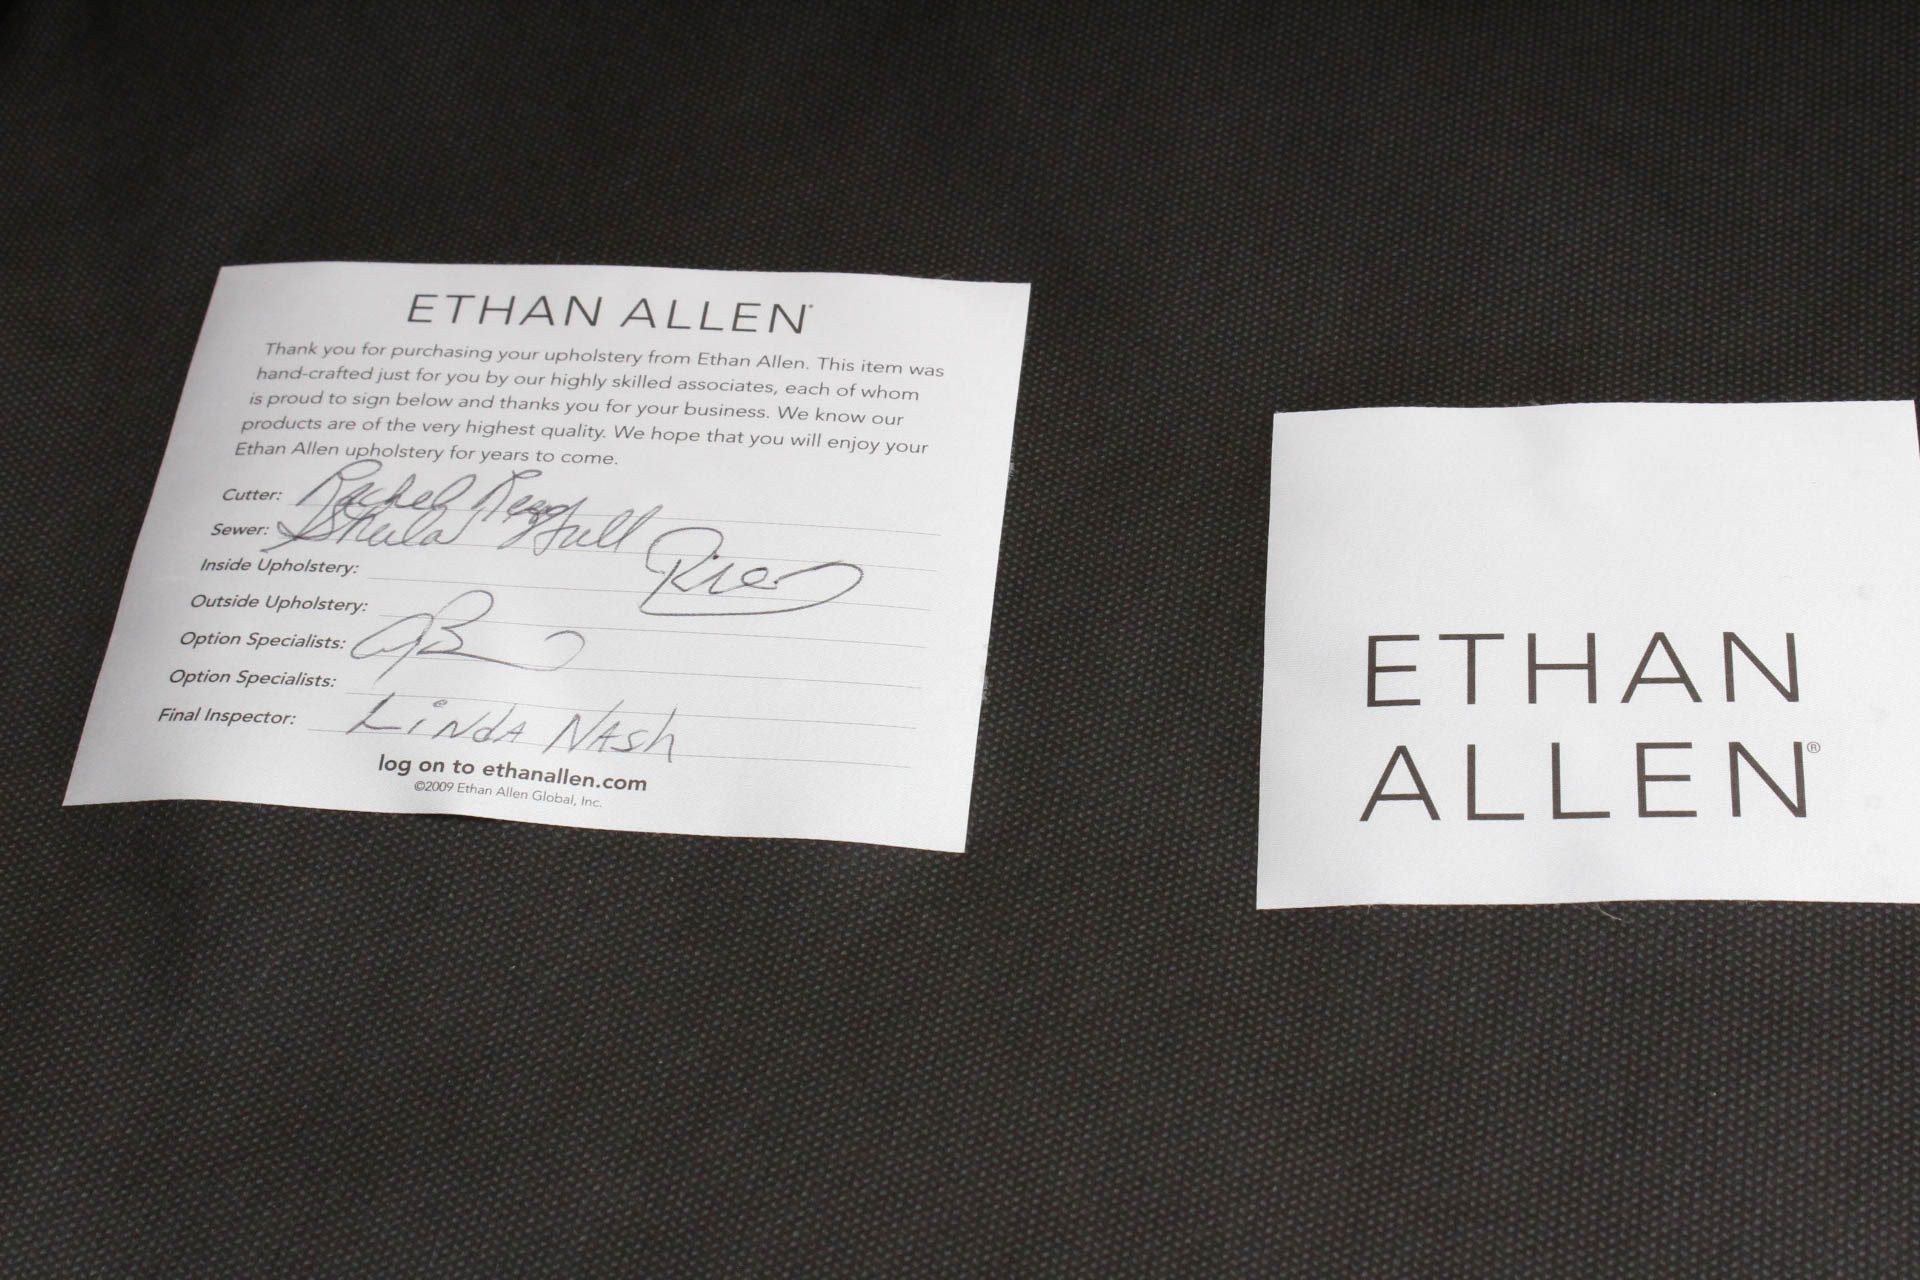 ETHAN ALLEN®
Thank you for purchasing your upholstery from Ethan Allen. This item was
hand-crafted just for you by our highly skilled associates, each of whom
is proud to sign below and thanks you for your business. We know our
products are of the very highest quality. We hope that you will enjoy your
Ethan Allen upholstery for years to come.
Cutter: Rachel
Sewer: Sheila Hall
Inside Upholstery:
Outside Upholstery:
Option Specialists:
Option Specialists:
Final Inspector: Linda Nash
log on to ethanallen.com
©2009 Ethan Allen Global, Inc.
ETHAN
ALLEN®